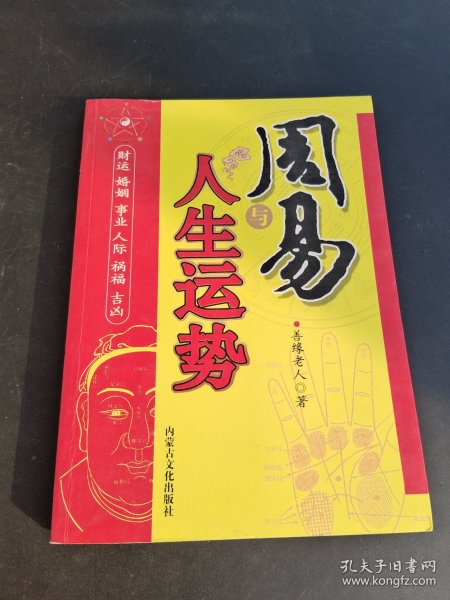 周易
与
人生运势
财运 婚姻 事业 人际 祸福 吉凶
善缘老人◎著
内蒙古文化出版社
孔夫子旧书网
www.kongfz.com